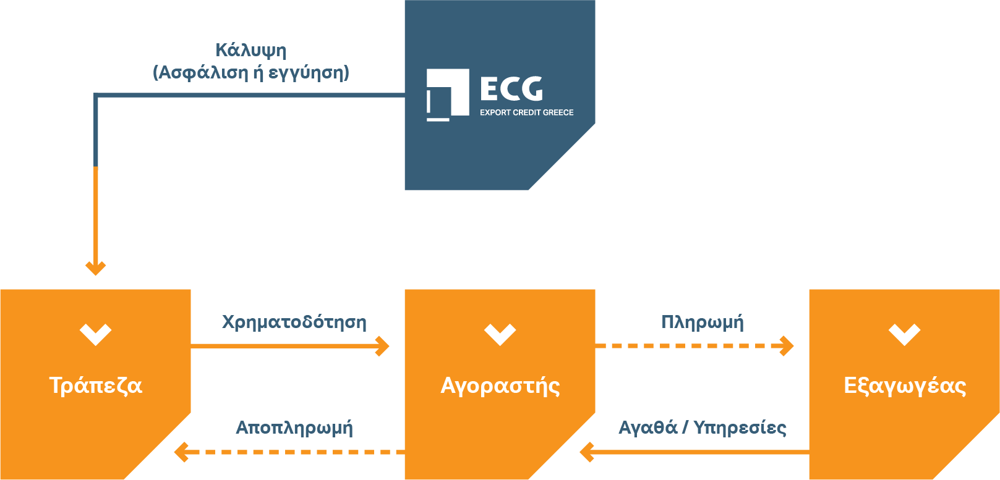 Κάλυψη
(Ασφάλιση ή εγγύηση)
ECG
EXPORT CREDIT GREECE
Χρηματοδότηση
Πληρωμή
Τράπεζα
Αγοραστής
Εξαγωγέας
Αποπληρωμή
Αγαθά / Υπηρεσίες